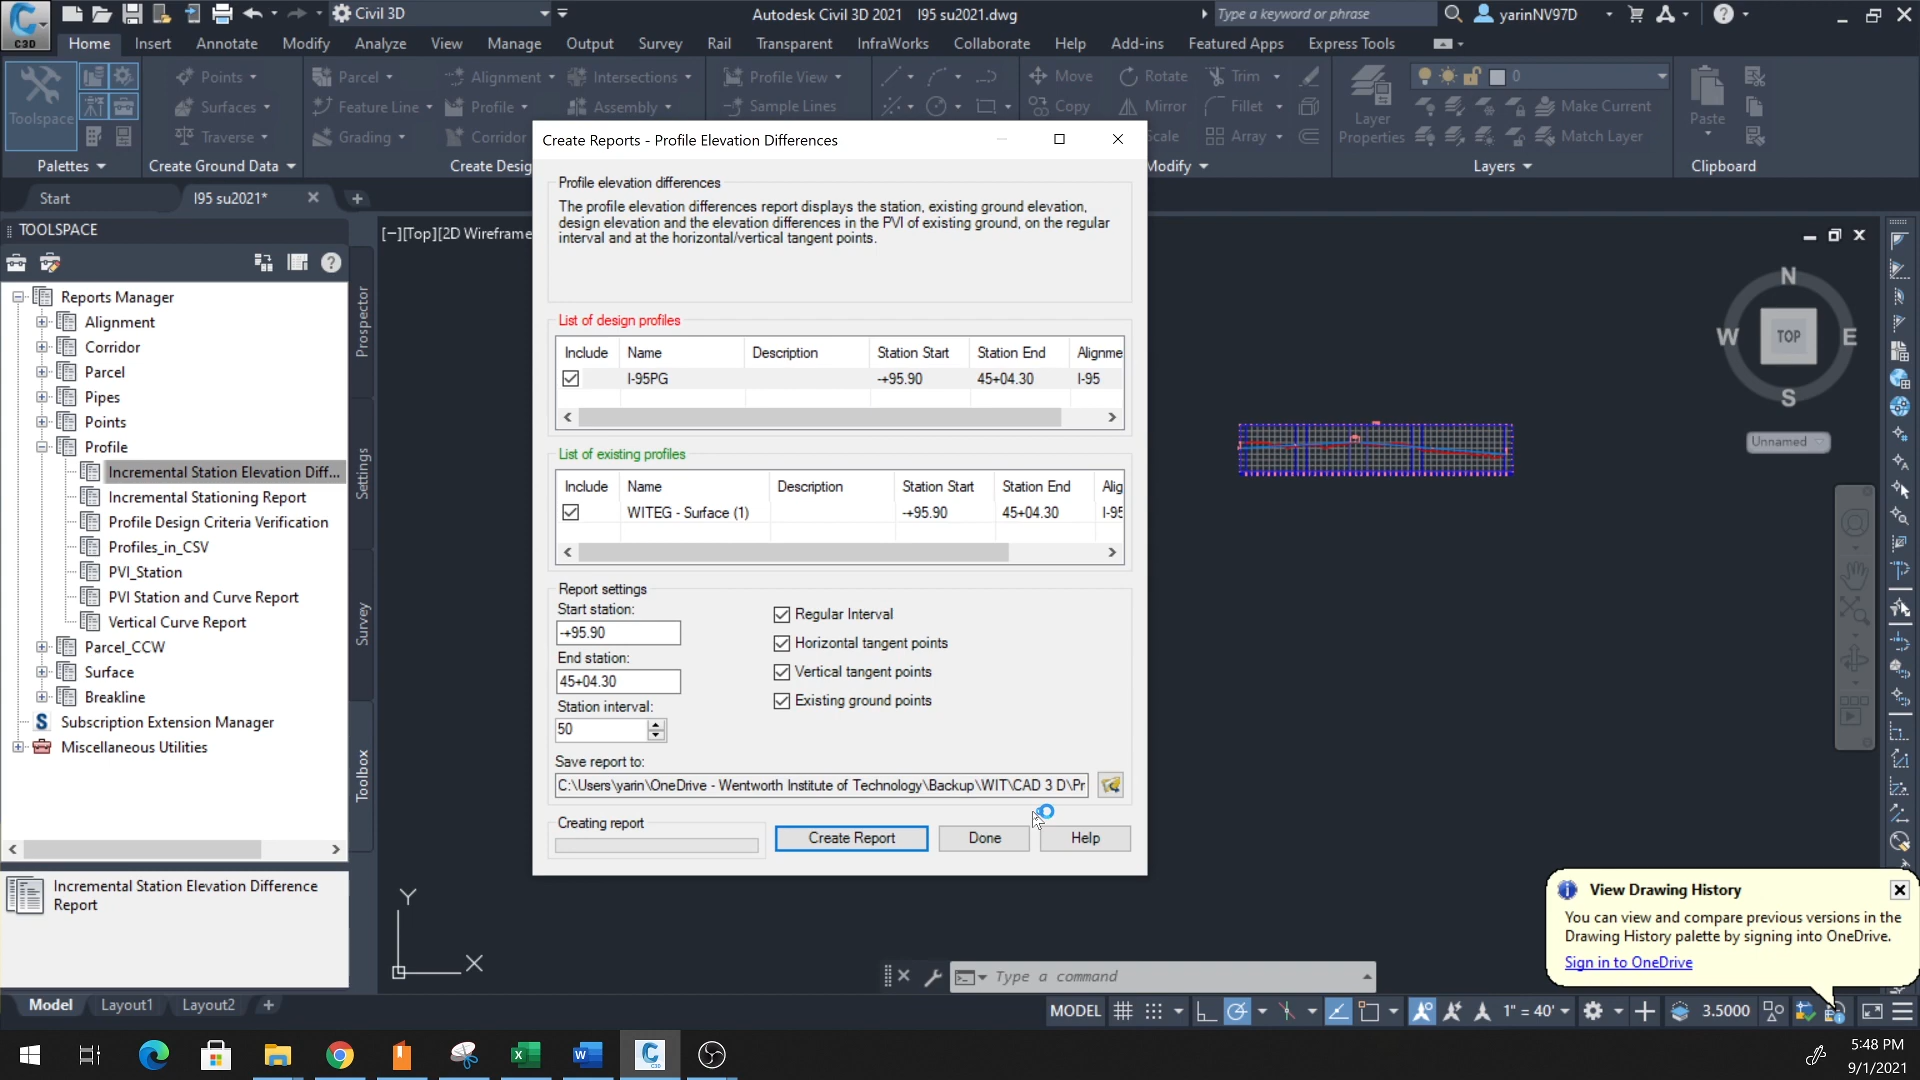 C3D
Civil 3D
Autodesk Civil 3D 2021 I95 su2021.dwg
Type a keyword or phrase
yarinNV97D
Home Insert Annotate Modify Analyze View Manage Output Survey Rail Transparent InfraWorks Collaborate Help Add-ins Featured Apps Express Tools
Toolspace
Points
Surfaces
Traverse
Parcel
Feature Line
Grading
Alignment
Profile
Corridor
Intersections
Assembly
Profile View
Sample Lines
Move
Copy
Rotate
Mirror
Trim
Fillet
Array
Layer
Properties
0
Make Current
Match Layer
Paste
Palettes
Create Ground Data
Create Desig
Modify
Layers
Clipboard
Start
I95 su2021*
TOOLSPACE
Reports Manager
Alignment
Corridor
Parcel
Pipes
Points
Profile
Incremental Station Elevation Diff...
Incremental Stationing Report
Profile Design Criteria Verification
Profiles_in_CSV
PVI_Station
PVI Station and Curve Report
Vertical Curve Report
Parcel_CCW
Surface
Breakline
Subscription Extension Manager
Miscellaneous Utilities
Prospector
Settings
Survey
Toolbox
Incremental Station Elevation Difference
Report
[−][Top][2D Wireframe
Create Reports - Profile Elevation Differences
Profile elevation differences
The profile elevation differences report displays the station, existing ground elevation,
design elevation and the elevation differences in the PVI of existing ground, on the regular
interval and at the horizontal/vertical tangent points.
List of design profiles
Include Name Description Station Start Station End Alignme
I-95PG -+95.90 45+04.30 I-95
List of existing profiles
Include Name Description Station Start Station End Alig
WITEG - Surface (1) -+95.90 45+04.30 I-95
Report settings
Start station:
-+95.90
End station:
45+04.30
Station interval:
50
Regular Interval
Horizontal tangent points
Vertical tangent points
Existing ground points
Save report to:
C:\Users\yarin\OneDrive - Wentworth Institute of Technology\Backup\WIT\CAD 3 D\Pr
Creating report
Create Report
Done
Help
N
W
TOP
E
S
Unnamed
Y
X
Type a command
View Drawing History
You can view and compare previous versions in the
Drawing History palette by signing into OneDrive.
Sign in to OneDrive
Model Layout1 Layout2
MODEL
1" = 40'
3.5000
5:48 PM
9/1/2021